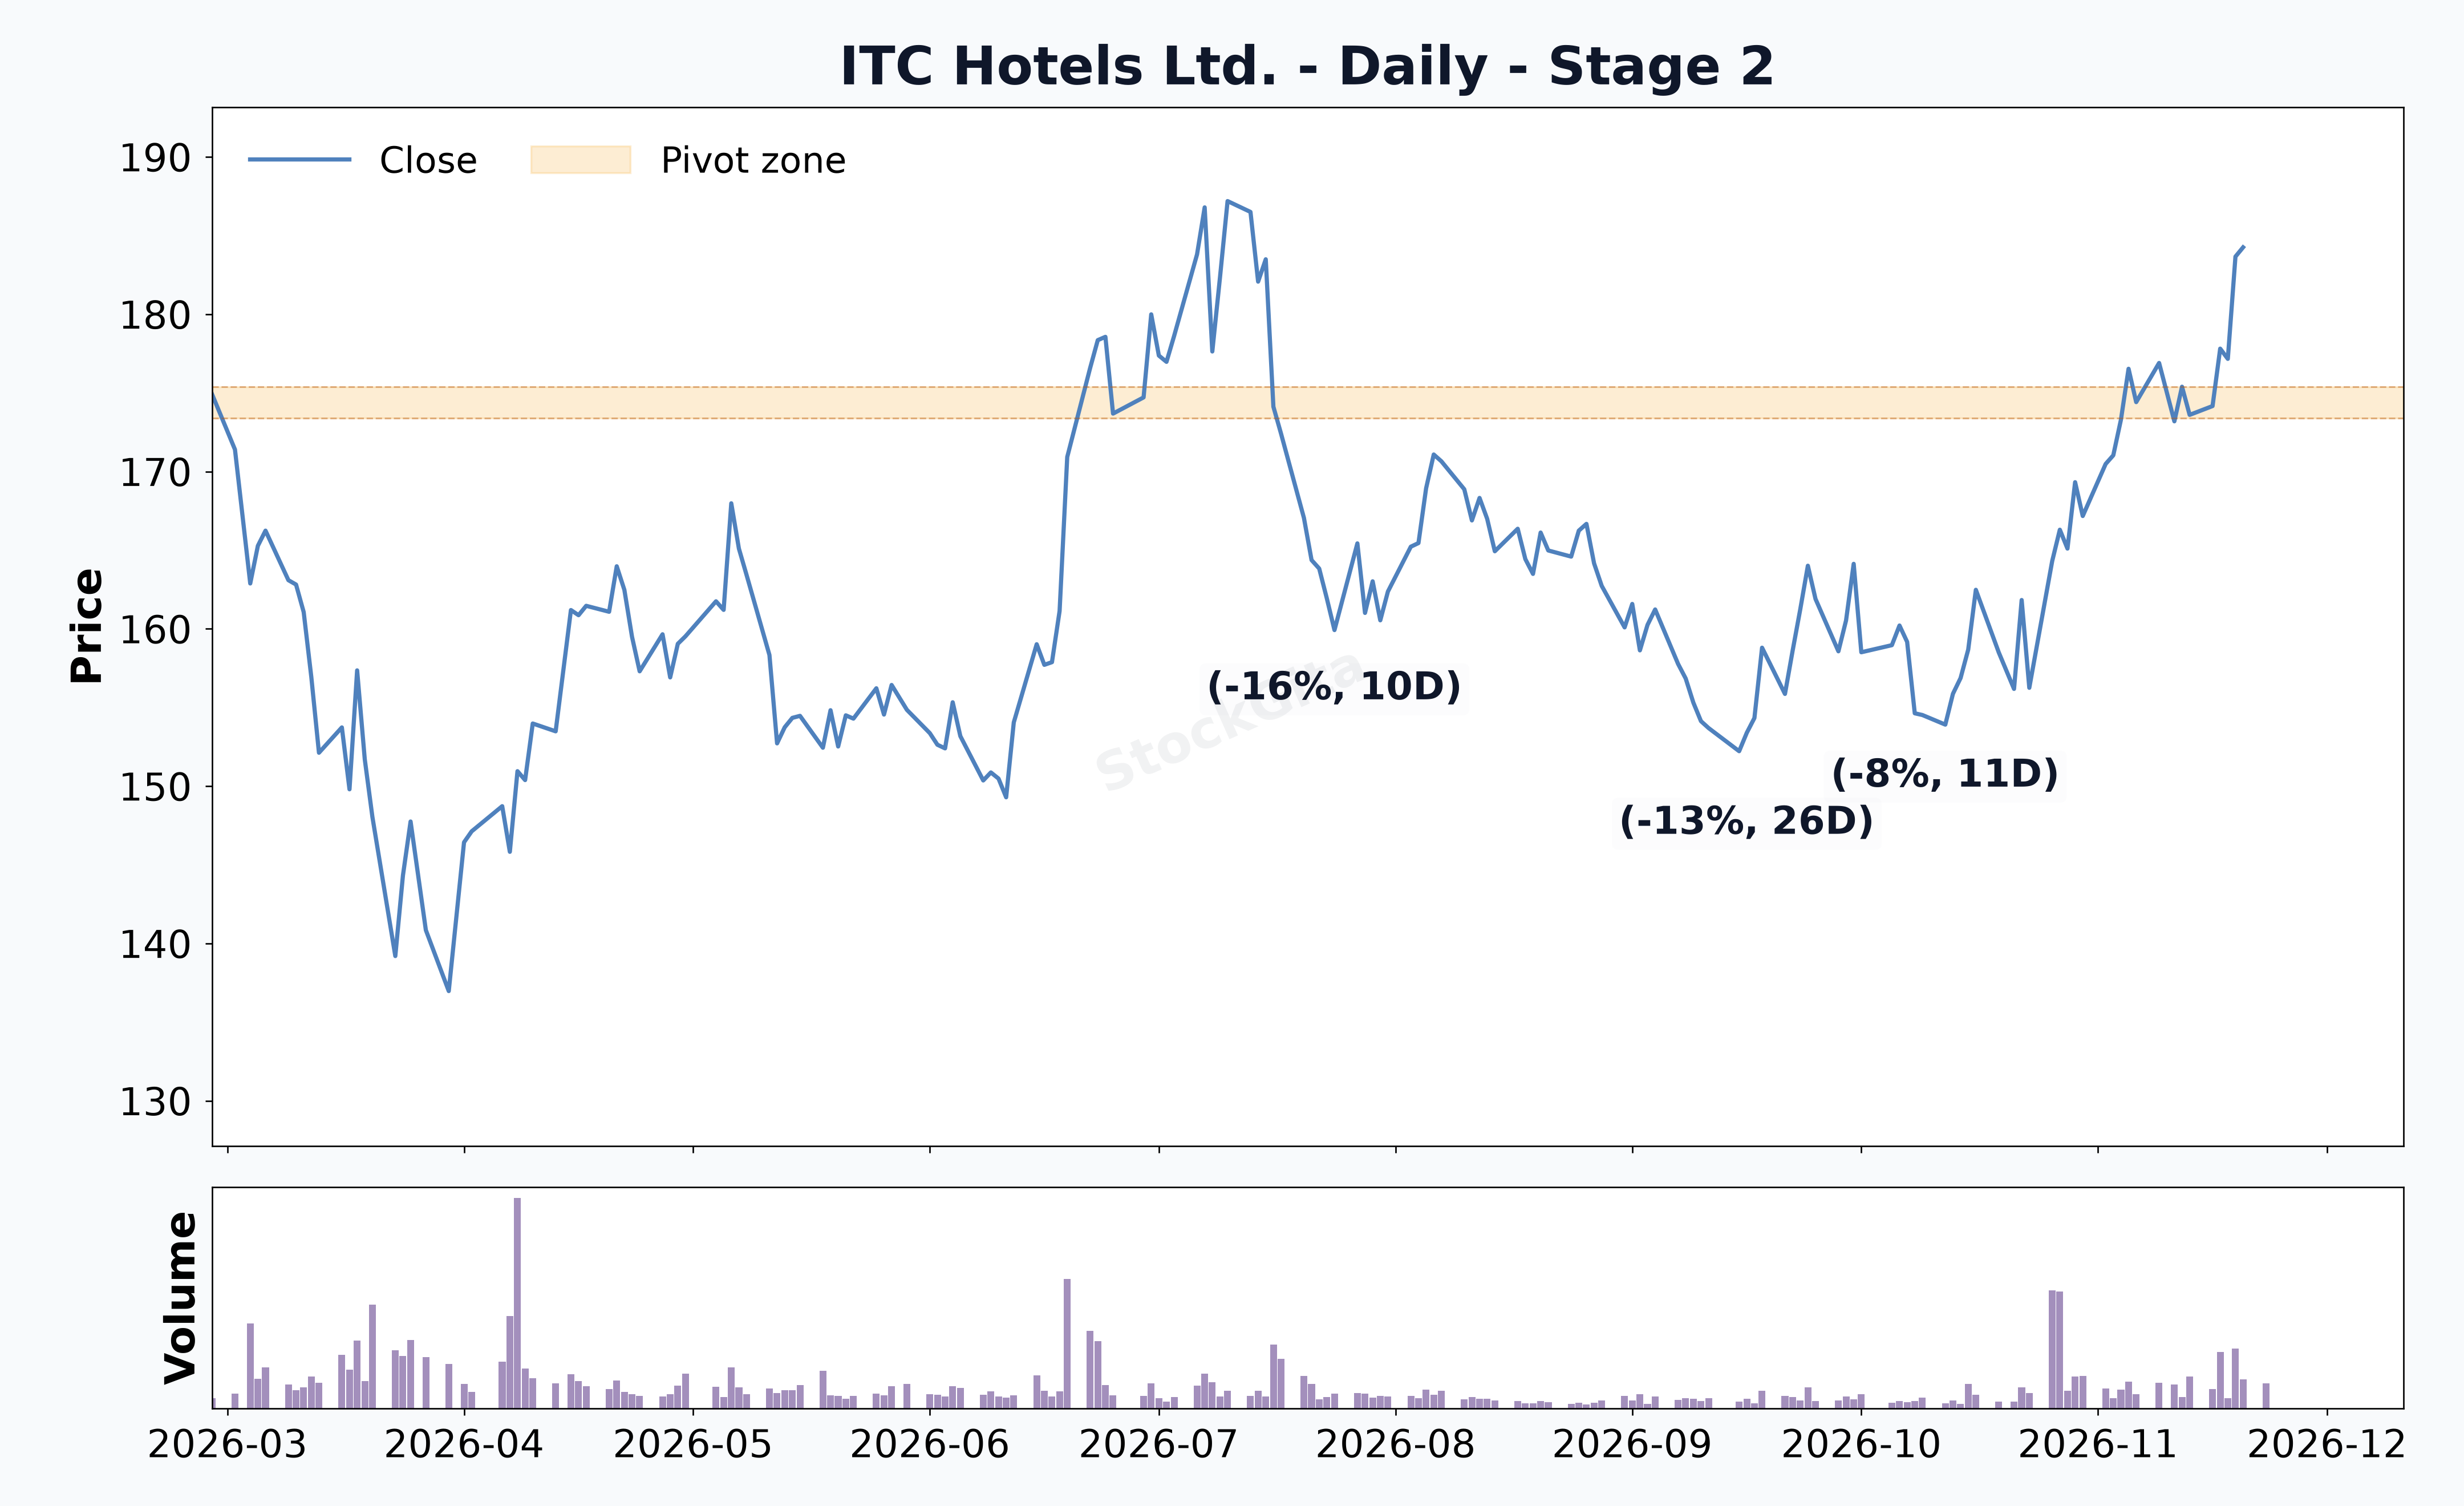 ITC Hotels Ltd. - Daily - Stage 2
Close
Pivot zone
190
180
170
160
150
140
130
Price
StockGita
(-16%, 10D)
(-8%, 11D)
(-13%, 26D)
Volume
2026-03
2026-04
2026-05
2026-06
2026-07
2026-08
2026-09
2026-10
2026-11
2026-12